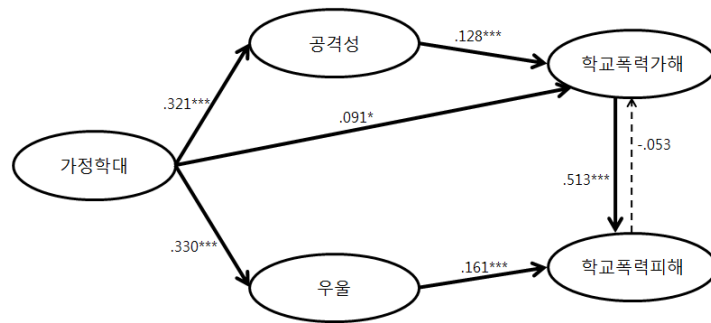 공격성
.128***
학교폭력가해
.321***
.091*
-.053
가정학대
.513***
.330***
.161***
학교폭력피해
우울